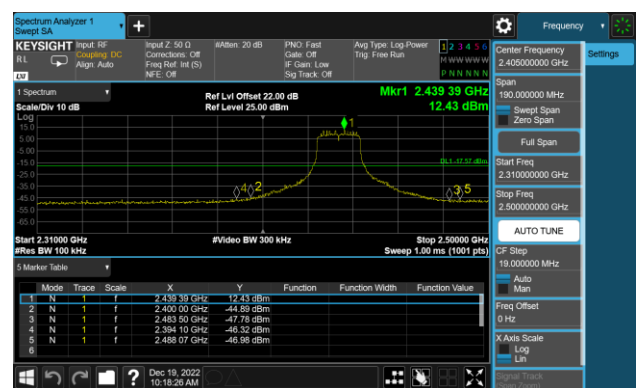 Spectrum Analyzer 1
Swept SA
Frequency
KEYSIGHT
RL
LXI
Input: RF
Coupling: DC
Align: Auto
Input Z: 50 Ω
Corrections: Off
Freq Ref: Int (S)
NFE: Off
#Atten: 20 dB
PNO: Fast
Gate: Off
IF Gain: Low
Sig Track: Off
Avg Type: Log-Power
Trig: Free Run
1 2 3 4 5 6
M W W W W W
P N N N N N
Center Frequency
2.405000000 GHz
Settings
1 Spectrum
Scale/Div 10 dB
Ref Lvl Offset 22.00 dB
Ref Level 25.00 dBm
Mkr1 2.439 39 GHz
12.43 dBm
Span
190.000000 MHz
Swept Span
Zero Span
Full Span
Log
15.0
5.00
-5.00
-15.0
-25.0
-35.0
-45.0
-55.0
-65.0
1
DL1 -17.57 dBm
4 2
3 5
Start Freq
2.310000000 GHz
Stop Freq
2.500000000 GHz
AUTO TUNE
Start 2.31000 GHz
#Res BW 100 kHz
#Video BW 300 kHz
Stop 2.50000 GHz
Sweep 1.00 ms (1001 pts)
CF Step
19.000000 MHz
Auto
Man
5 Marker Table
Mode Trace Scale X Y Function Function Width Function Value
1 N 1 f 2.439 39 GHz 12.43 dBm
2 N 1 f 2.400 00 GHz -44.89 dBm
3 N 1 f 2.483 50 GHz -47.78 dBm
4 N 1 f 2.394 10 GHz -46.32 dBm
5 N 1 f 2.488 07 GHz -46.98 dBm
6
Freq Offset
0 Hz
X Axis Scale
Log
Lin
Signal Track
(Span Zoom)
?
Dec 19, 2022
10:18:26 AM